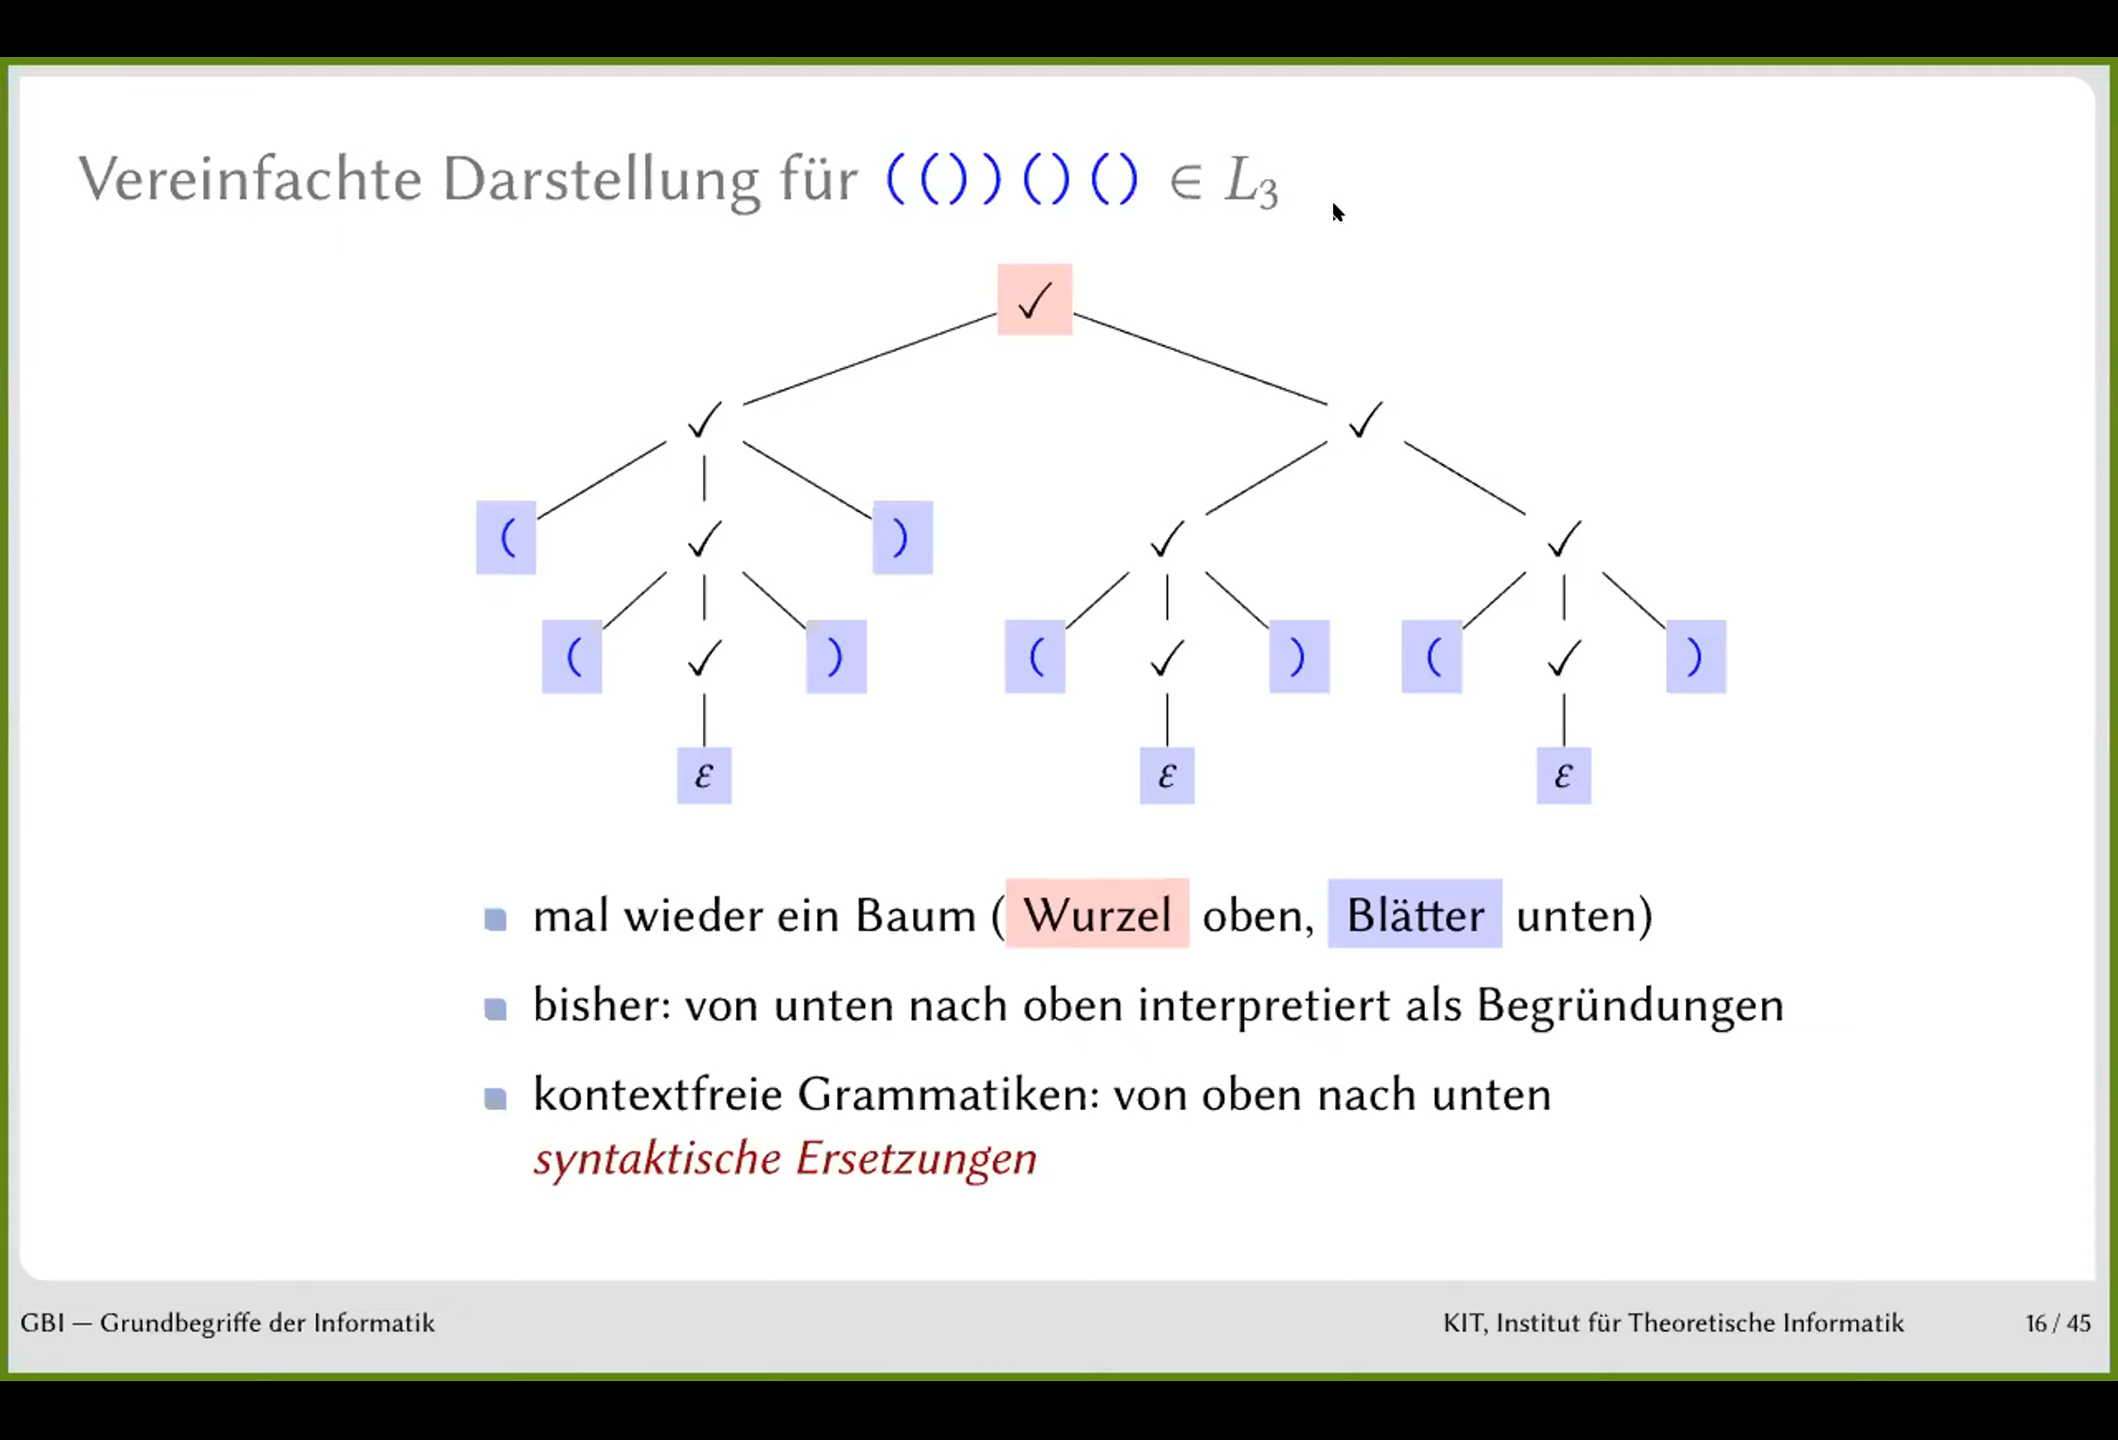 Vereinfachte Darstellung für (())()() ∈ L₃
✓
✓ ✓
( ✓ ) ✓ ✓
( ✓ ) ( ✓ ) ( ✓ )
ε ε ε
mal wieder ein Baum ( Wurzel oben, Blätter unten)
bisher: von unten nach oben interpretiert als Begründungen
kontextfreie Grammatiken: von oben nach unten
syntaktische Ersetzungen
GBI — Grundbegriffe der Informatik KIT, Institut für Theoretische Informatik 16 / 45